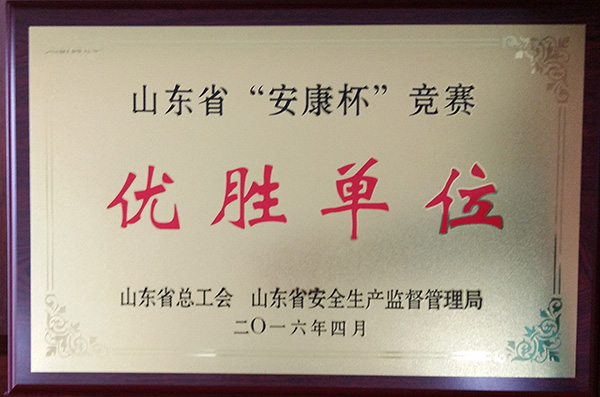 山东省“安康杯”竞赛
优胜单位
山东省总工会 山东省安全生产监督管理局
二〇一六年四月